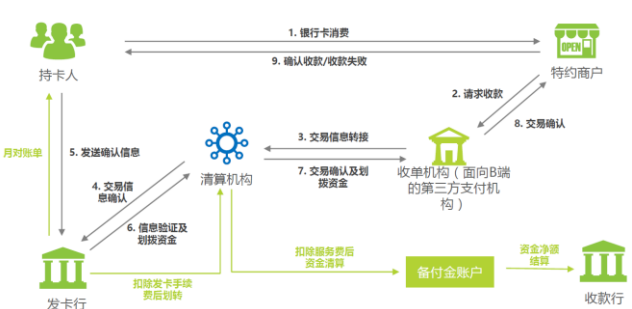 1. 银行卡消费
OPEN
9. 确认收款/收款失败
持卡人
特约商户
2. 请求收款
8. 交易确认
3. 交易信息转接
月对账单
5. 发送确认信息
清算机构
7. 交易确认及划
拨资金
收单机构（面向B端
的第三方支付机
构）
4. 交易信
息确认
6. 信息验证及
划拨资金
扣除服务费后
资金清算
资金净额
结算
备付金账户
扣除发卡手续
费后划转
发卡行
收款行